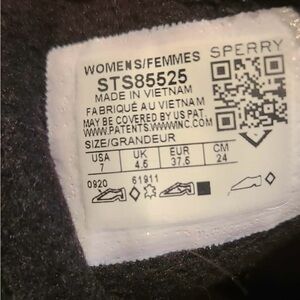 WOMENS/FEMMES SPERRY
STS85525
MADE IN VIETNAM
FABRIQUÉ AU VIETNAM
MAY BE COVERED BY US PAT.
WWW.PATENTS.WWWINC.COM
SIZE/GRANDEUR
USA UK EUR CM
7 4.5 37.5 24
0920 61911